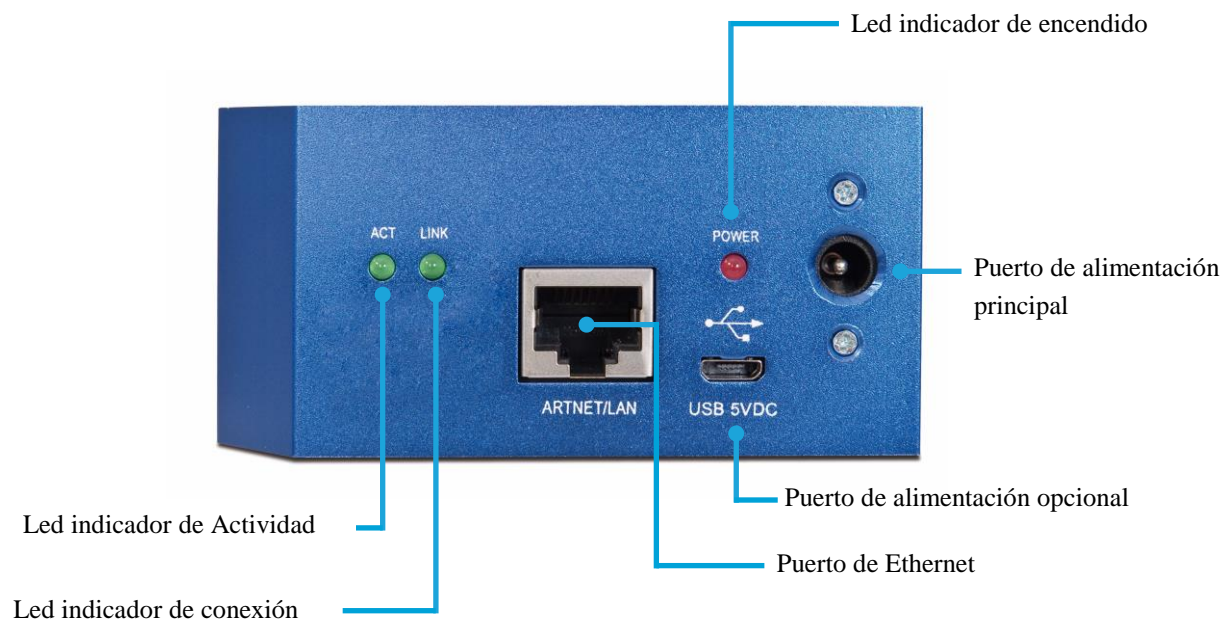 Led indicador de encendido
ACT LINK
POWER
Puerto de alimentación
principal
ARTNET/LAN
USB 5VDC
Puerto de alimentación opcional
Led indicador de Actividad
Puerto de Ethernet
Led indicador de conexión